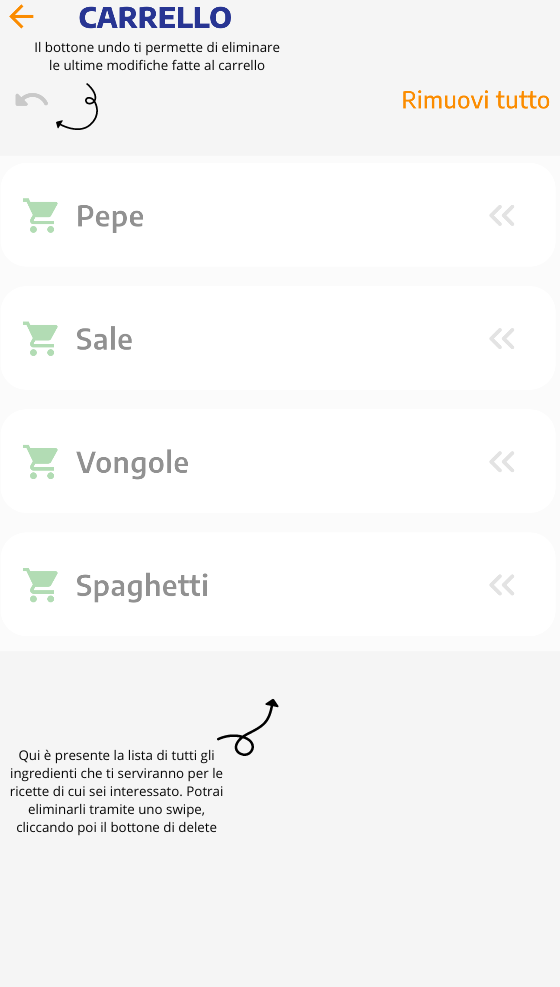 CARRELLO
Il bottone undo ti permette di eliminare
le ultime modifiche fatte al carrello
Rimuovi tutto
Pepe
Sale
Vongole
Spaghetti
Qui è presente la lista di tutti gli
ingredienti che ti serviranno per le
ricette di cui sei interessato. Potrai
eliminarli tramite uno swipe,
cliccando poi il bottone di delete